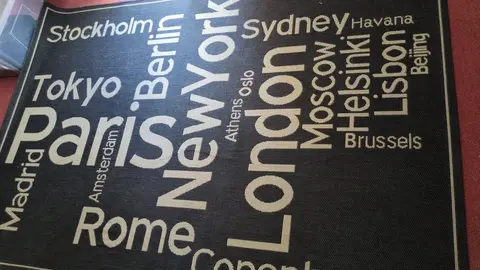 Stockholm
Berlin
NewYork
Sydney
Havana
Tokyo
Paris
Madrid
Amsterdam
Athens
Oslo
London
Moscow
Helsinki
Lisbon
Beijing
Brussels
Rome